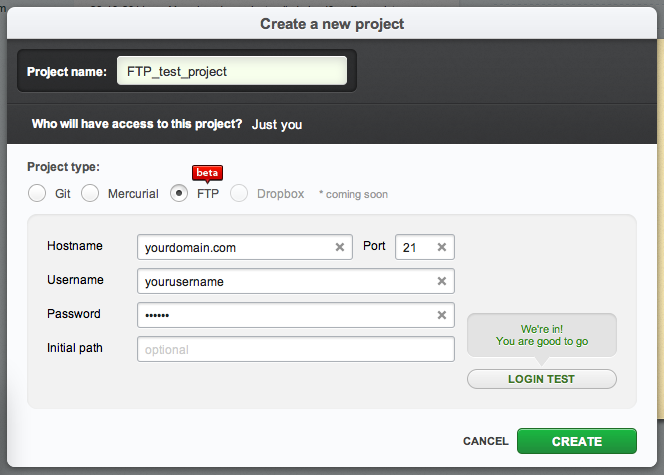 Create a new project
Project name: FTP_test_project
Who will have access to this project? Just you
Project type:
beta
Git Mercurial FTP Dropbox * coming soon
Hostname yourdomain.com Port 21
Username yourusername
Password ••••••
Initial path optional
We're in!
You are good to go
LOGIN TEST
CANCEL CREATE